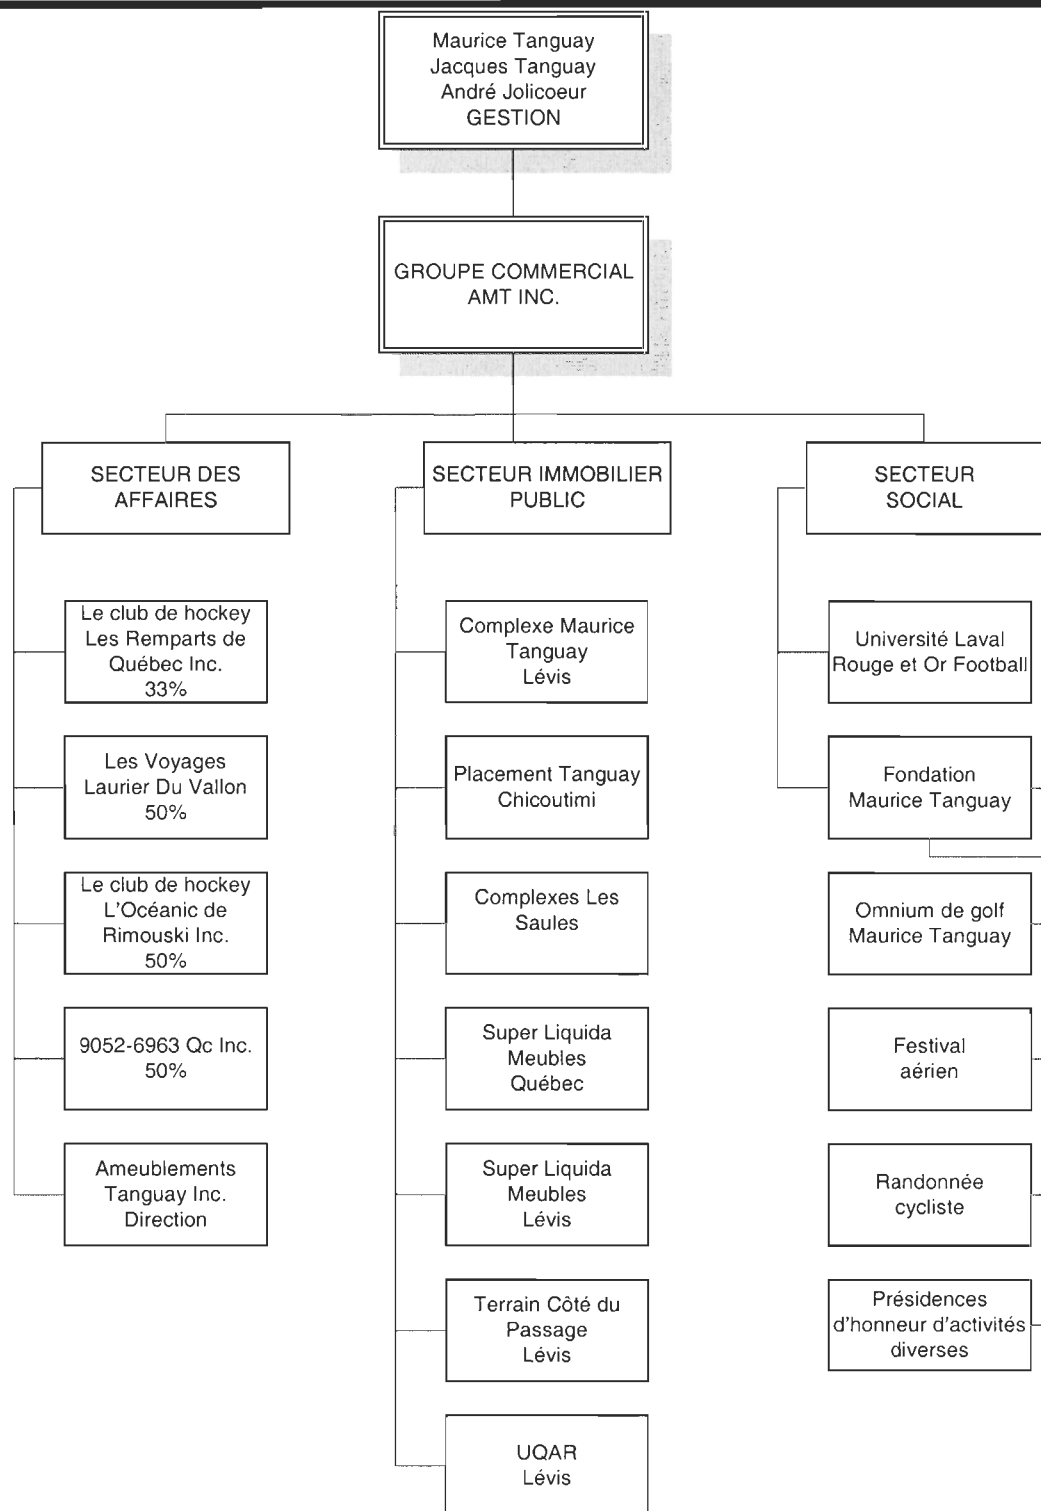 Maurice Tanguay
Jacques Tanguay
André Jolicoeur
GESTION
GROUPE COMMERCIAL
AMT INC.
SECTEUR DES
AFFAIRES
Le club de hockey
Les Remparts de
Québec Inc.
33%
Les Voyages
Laurier Du Vallon
50%
Le club de hockey
L'Océanic de
Rimouski Inc.
50%
9052-6963 Qc Inc.
50%
Ameublements
Tanguay Inc.
Direction
SECTEUR IMMOBILIER
PUBLIC
Complexe Maurice
Tanguay
Lévis
Placement Tanguay
Chicoutimi
Complexes Les
Saules
Super Liquida
Meubles
Québec
Super Liquida
Meubles
Lévis
Terrain Côté du
Passage
Lévis
UQAR
Lévis
SECTEUR
SOCIAL
Université Laval
Rouge et Or Football
Fondation
Maurice Tanguay
Omnium de golf
Maurice Tanguay
Festival
aérien
Randonnée
cycliste
Présidences
d'honneur d'activités
diverses